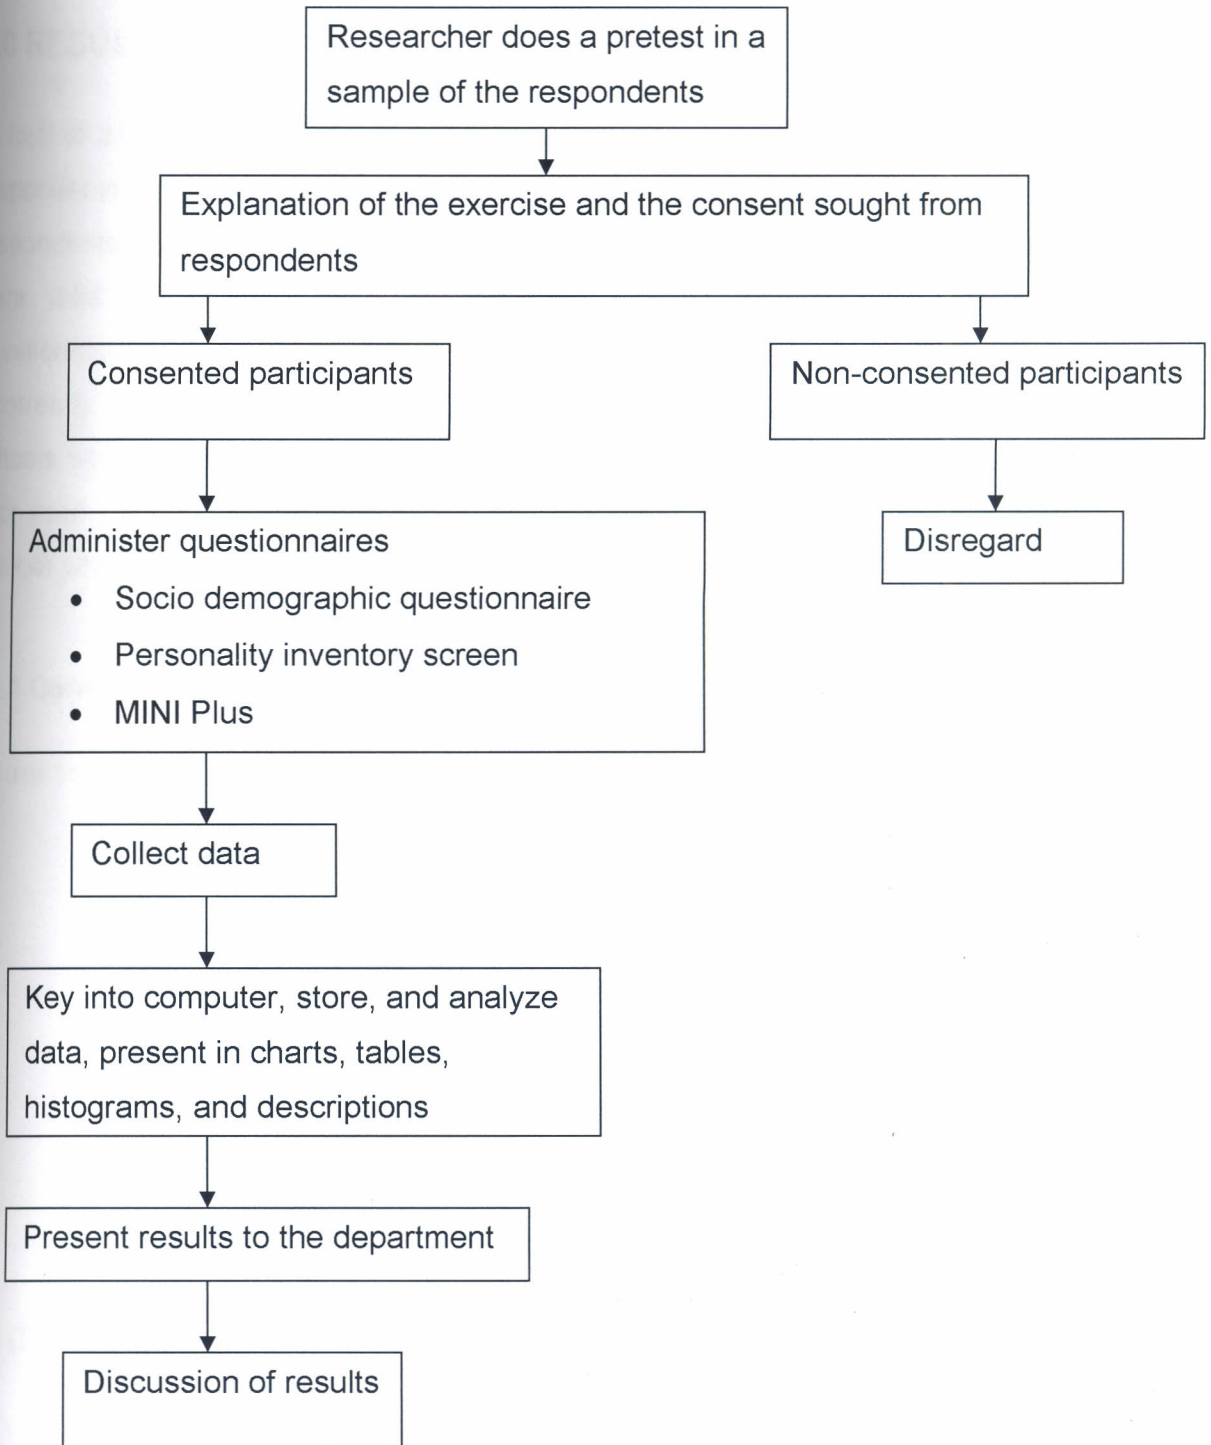 Researcher does a pretest in a
sample of the respondents
Explanation of the exercise and the consent sought from
respondents
Consented participants
Non-consented participants
Administer questionnaires
• Socio demographic questionnaire
• Personality inventory screen
• MINI Plus
Disregard
Collect data
Key into computer, store, and analyze
data, present in charts, tables,
histograms, and descriptions
Present results to the department
Discussion of results